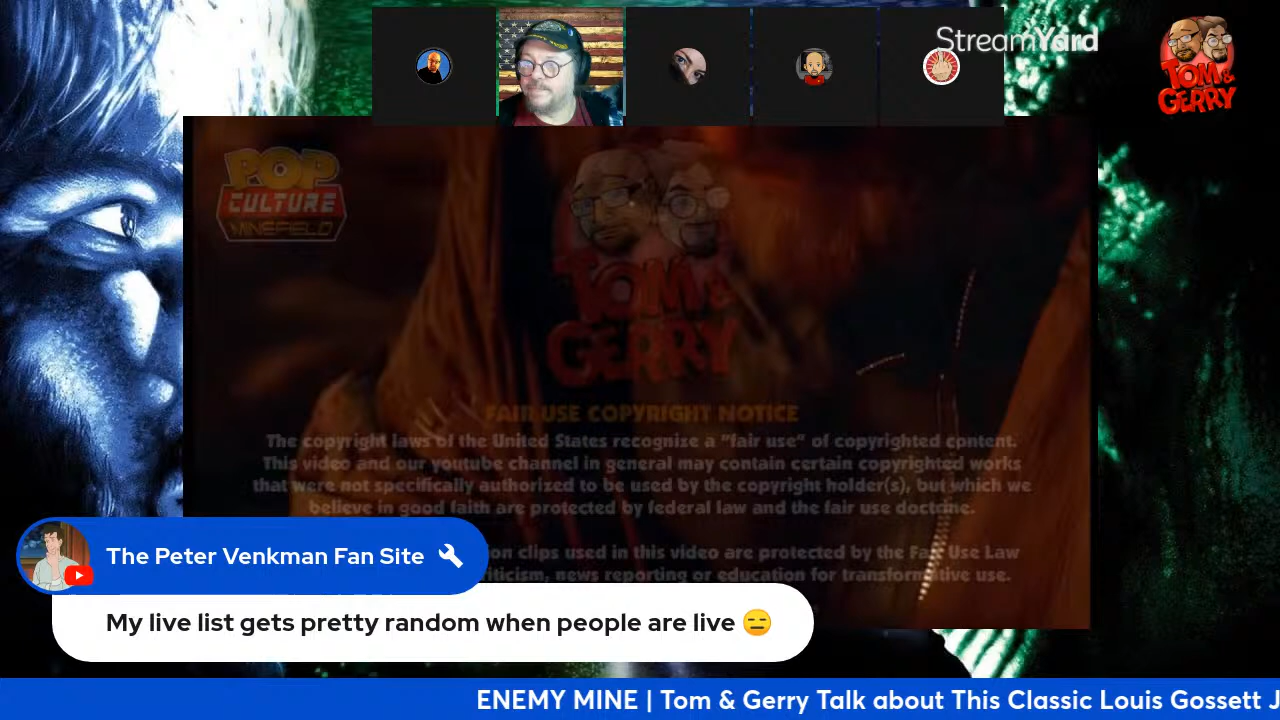 StreamYard
TOM &
GERRY
POP
CULTURE
MINEFIELD
TOM &
GERRY
FAIR USE COPYRIGHT NOTICE
The copyright laws of the United States recognize a "fair use" of copyrighted content.
This video and our youtube channel in general may contain certain copyrighted works
that were not specifically authorized to be used by the copyright holder(s), but which we
believe in good faith are protected by federal law and the fair use doctrine.
clips used in this video are protected by the Fair Use Law
news reporting or education for transformative use.
The Peter Venkman Fan Site
My live list gets pretty random when people are live 😑
ENEMY MINE | Tom & Gerry Talk about This Classic Louis Gossett J